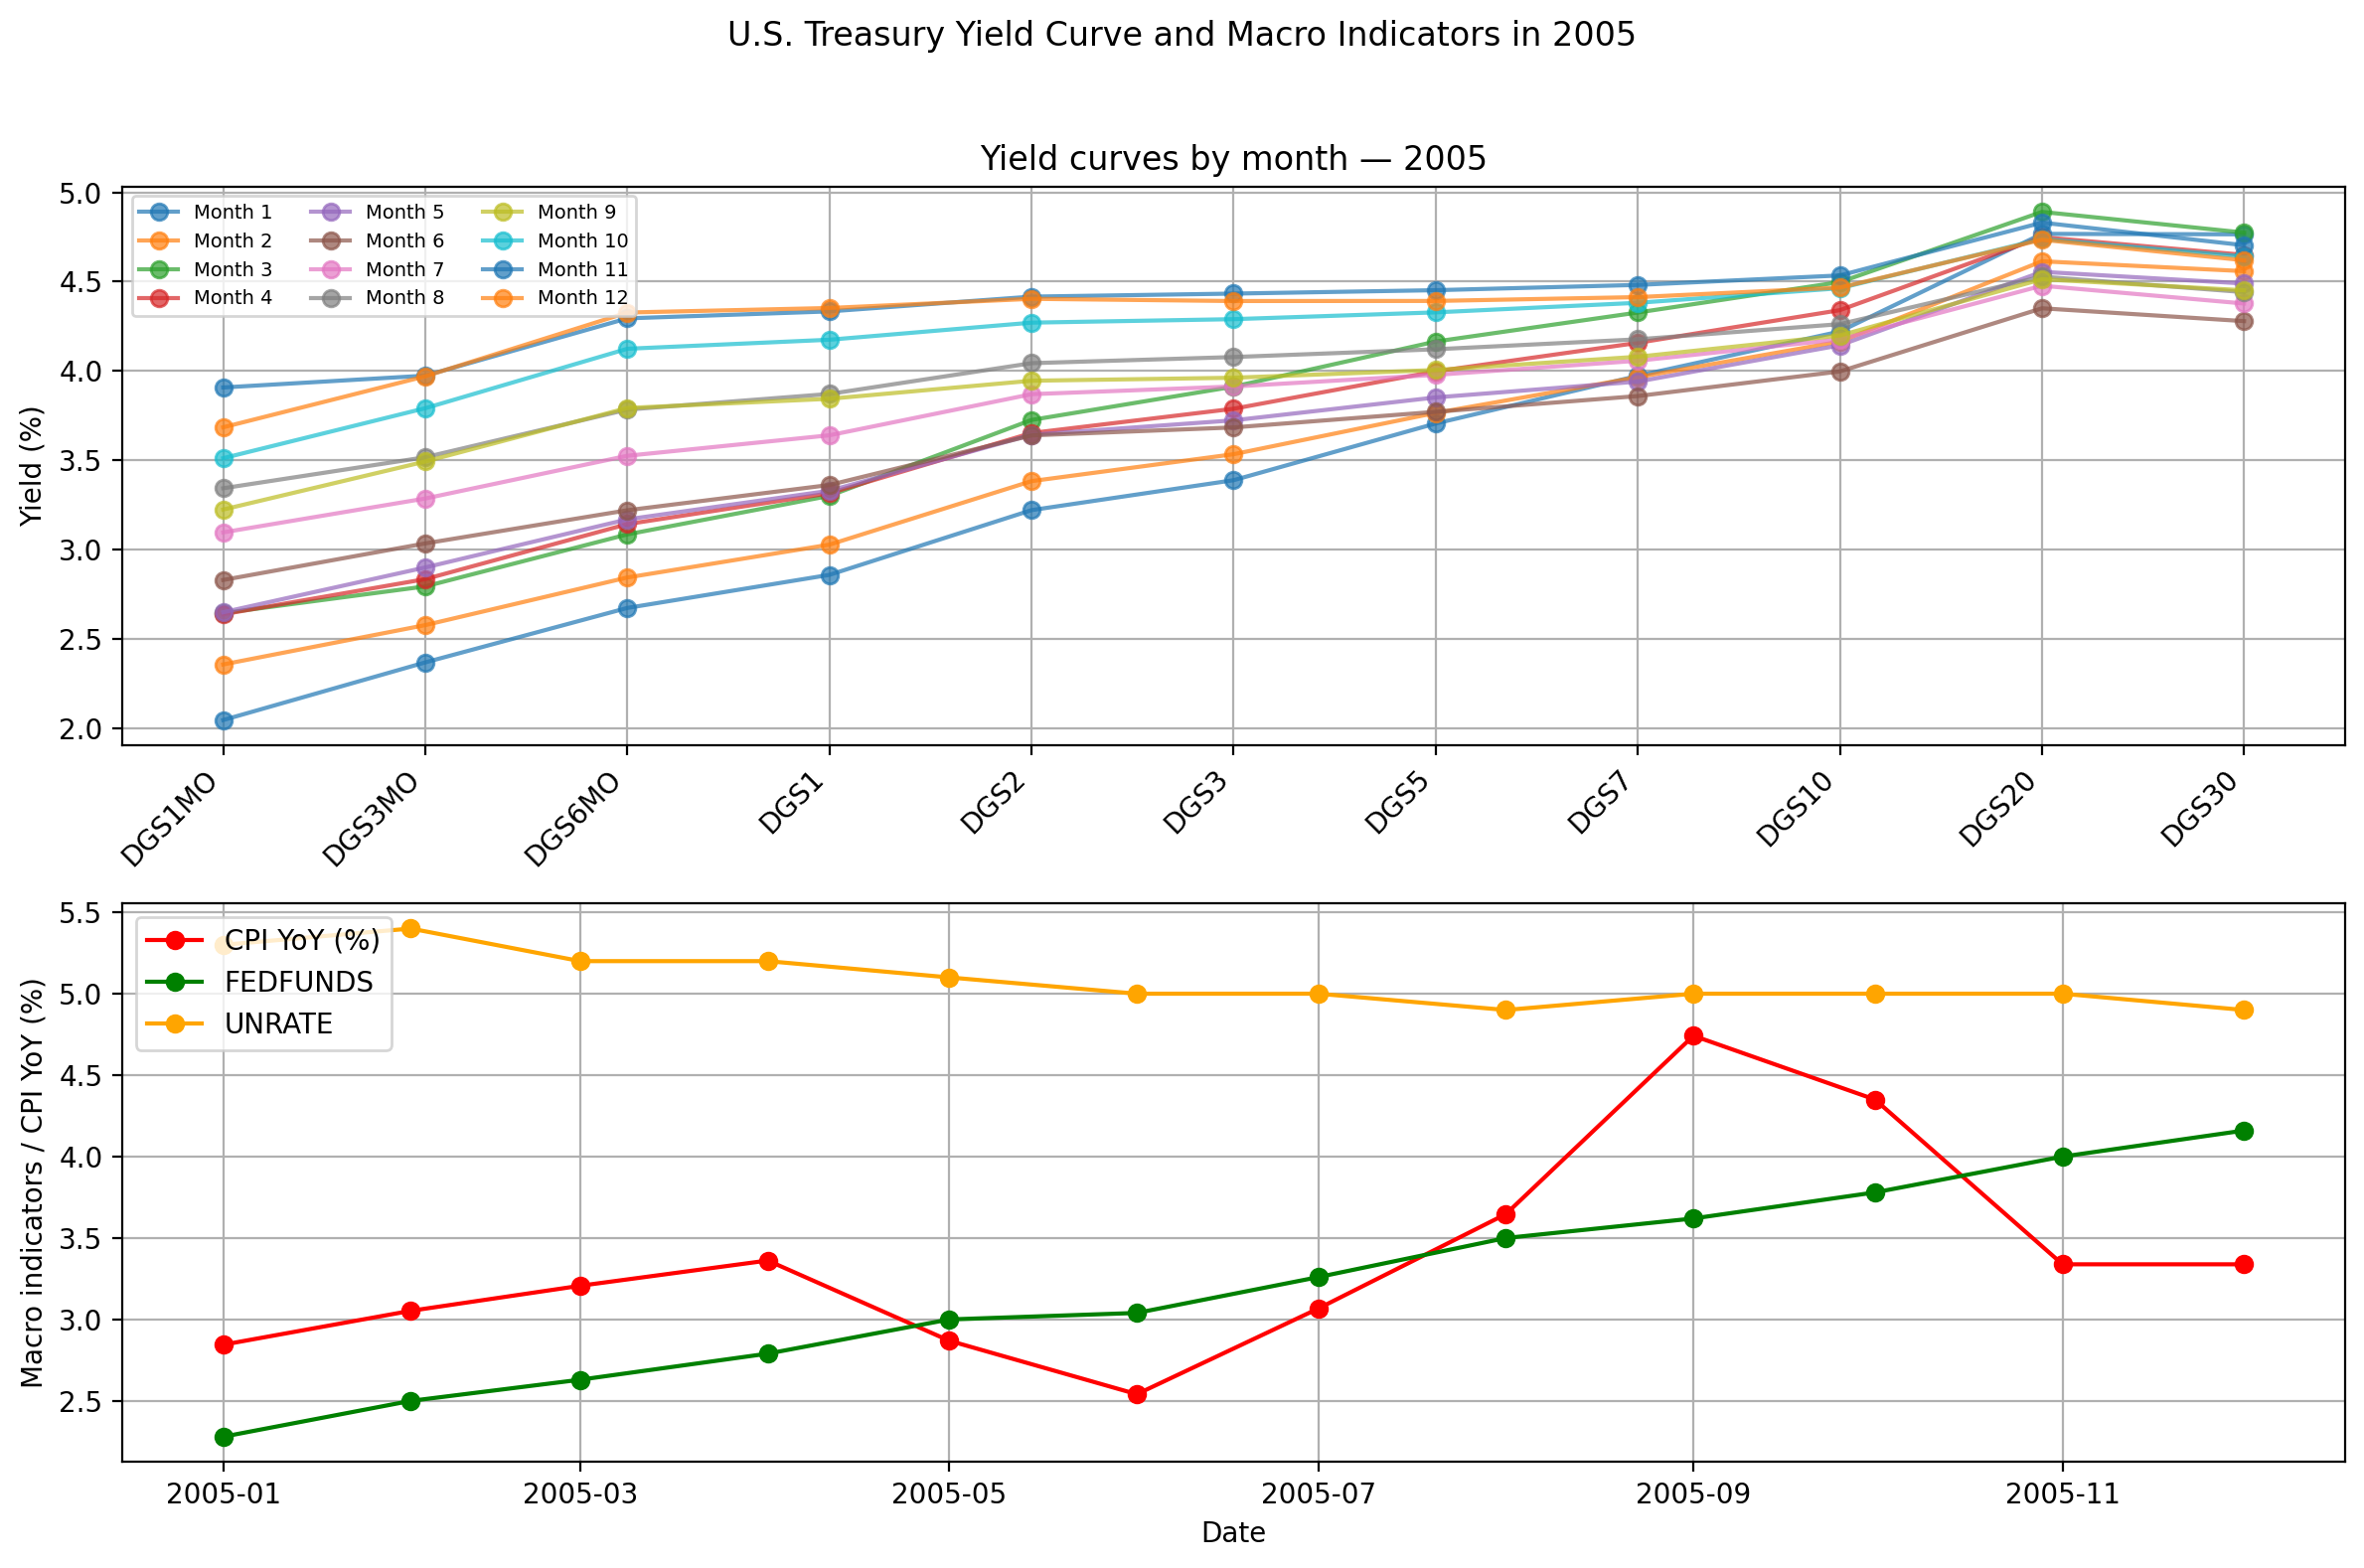 U.S. Treasury Yield Curve and Macro Indicators in 2005
Yield curves by month — 2005
Yield (%)
5.0
4.5
4.0
3.5
3.0
2.5
2.0
Month 1
Month 2
Month 3
Month 4
Month 5
Month 6
Month 7
Month 8
Month 9
Month 10
Month 11
Month 12
DGS1MO
DGS3MO
DGS6MO
DGS1
DGS2
DGS3
DGS5
DGS7
DGS10
DGS20
DGS30
Macro indicators / CPI YoY (%)
5.5
5.0
4.5
4.0
3.5
3.0
2.5
CPI YoY (%)
FEDFUNDS
UNRATE
2005-01
2005-03
2005-05
2005-07
2005-09
2005-11
Date